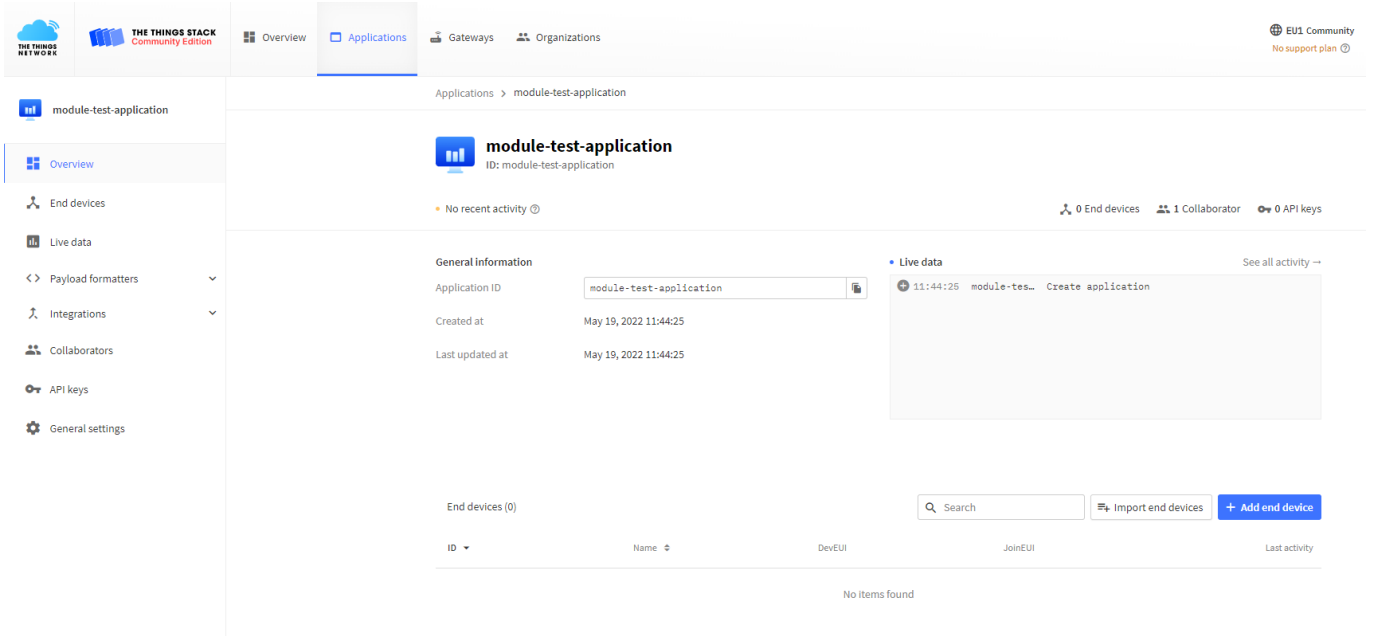 THE THINGS
NETWORK
THE THINGS STACK
Community Edition
Overview
Applications
Gateways
Organizations
EU1 Community
No support plan
module-test-application
Overview
End devices
Live data
Payload formatters
Integrations
Collaborators
API keys
General settings
Applications > module-test-application
module-test-application
ID: module-test-application
No recent activity
0 End devices 1 Collaborator 0 API keys
General information
Application ID module-test-application
Created at May 19, 2022 11:44:25
Last updated at May 19, 2022 11:44:25
Live data See all activity →
11:44:25 module-tes… Create application
End devices (0) Search Import end devices + Add end device
ID Name DevEUI JoinEUI Last activity
No items found